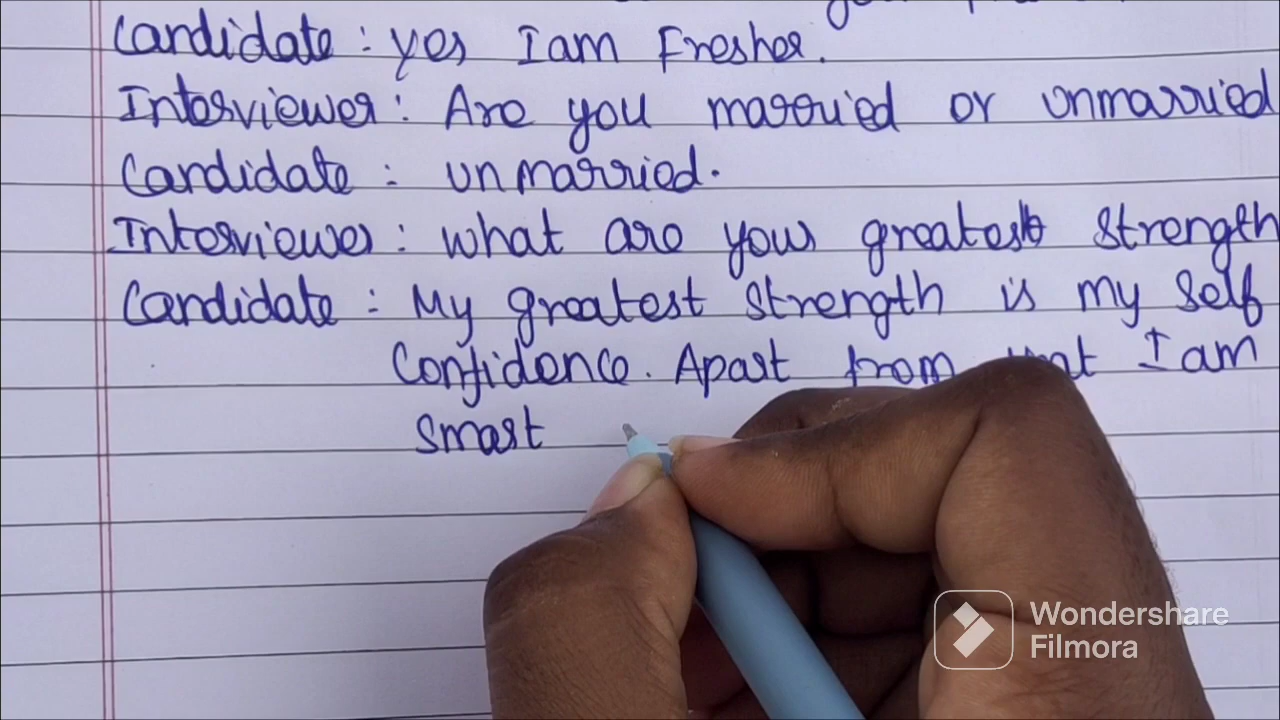 Candidate : yes I am Fresher.
Interviewer : Are you married or unmarried
Candidate : unmarried.
Interviewer : what are your greatest strength
Candidate : My greatest strength is my self
Confidence. Apart from that I am
Smart
Wondershare
Filmora